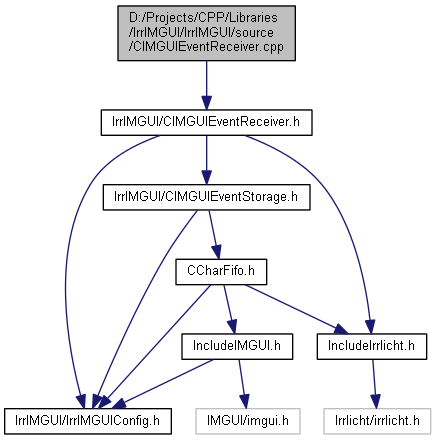 D:/Projects/CPP/Libraries
/IrrIMGUI/IrrIMGUI/source
/CIMGUIEventReceiver.cpp
IrrIMGUI/CIMGUIEventReceiver.h
IrrIMGUI/CIMGUIEventStorage.h
CCharFifo.h
IncludeIMGUI.h
IncludeIrrlicht.h
IrrIMGUI/IrrIMGUIConfig.h
IMGUI/imgui.h
Irrlicht/irrlicht.h